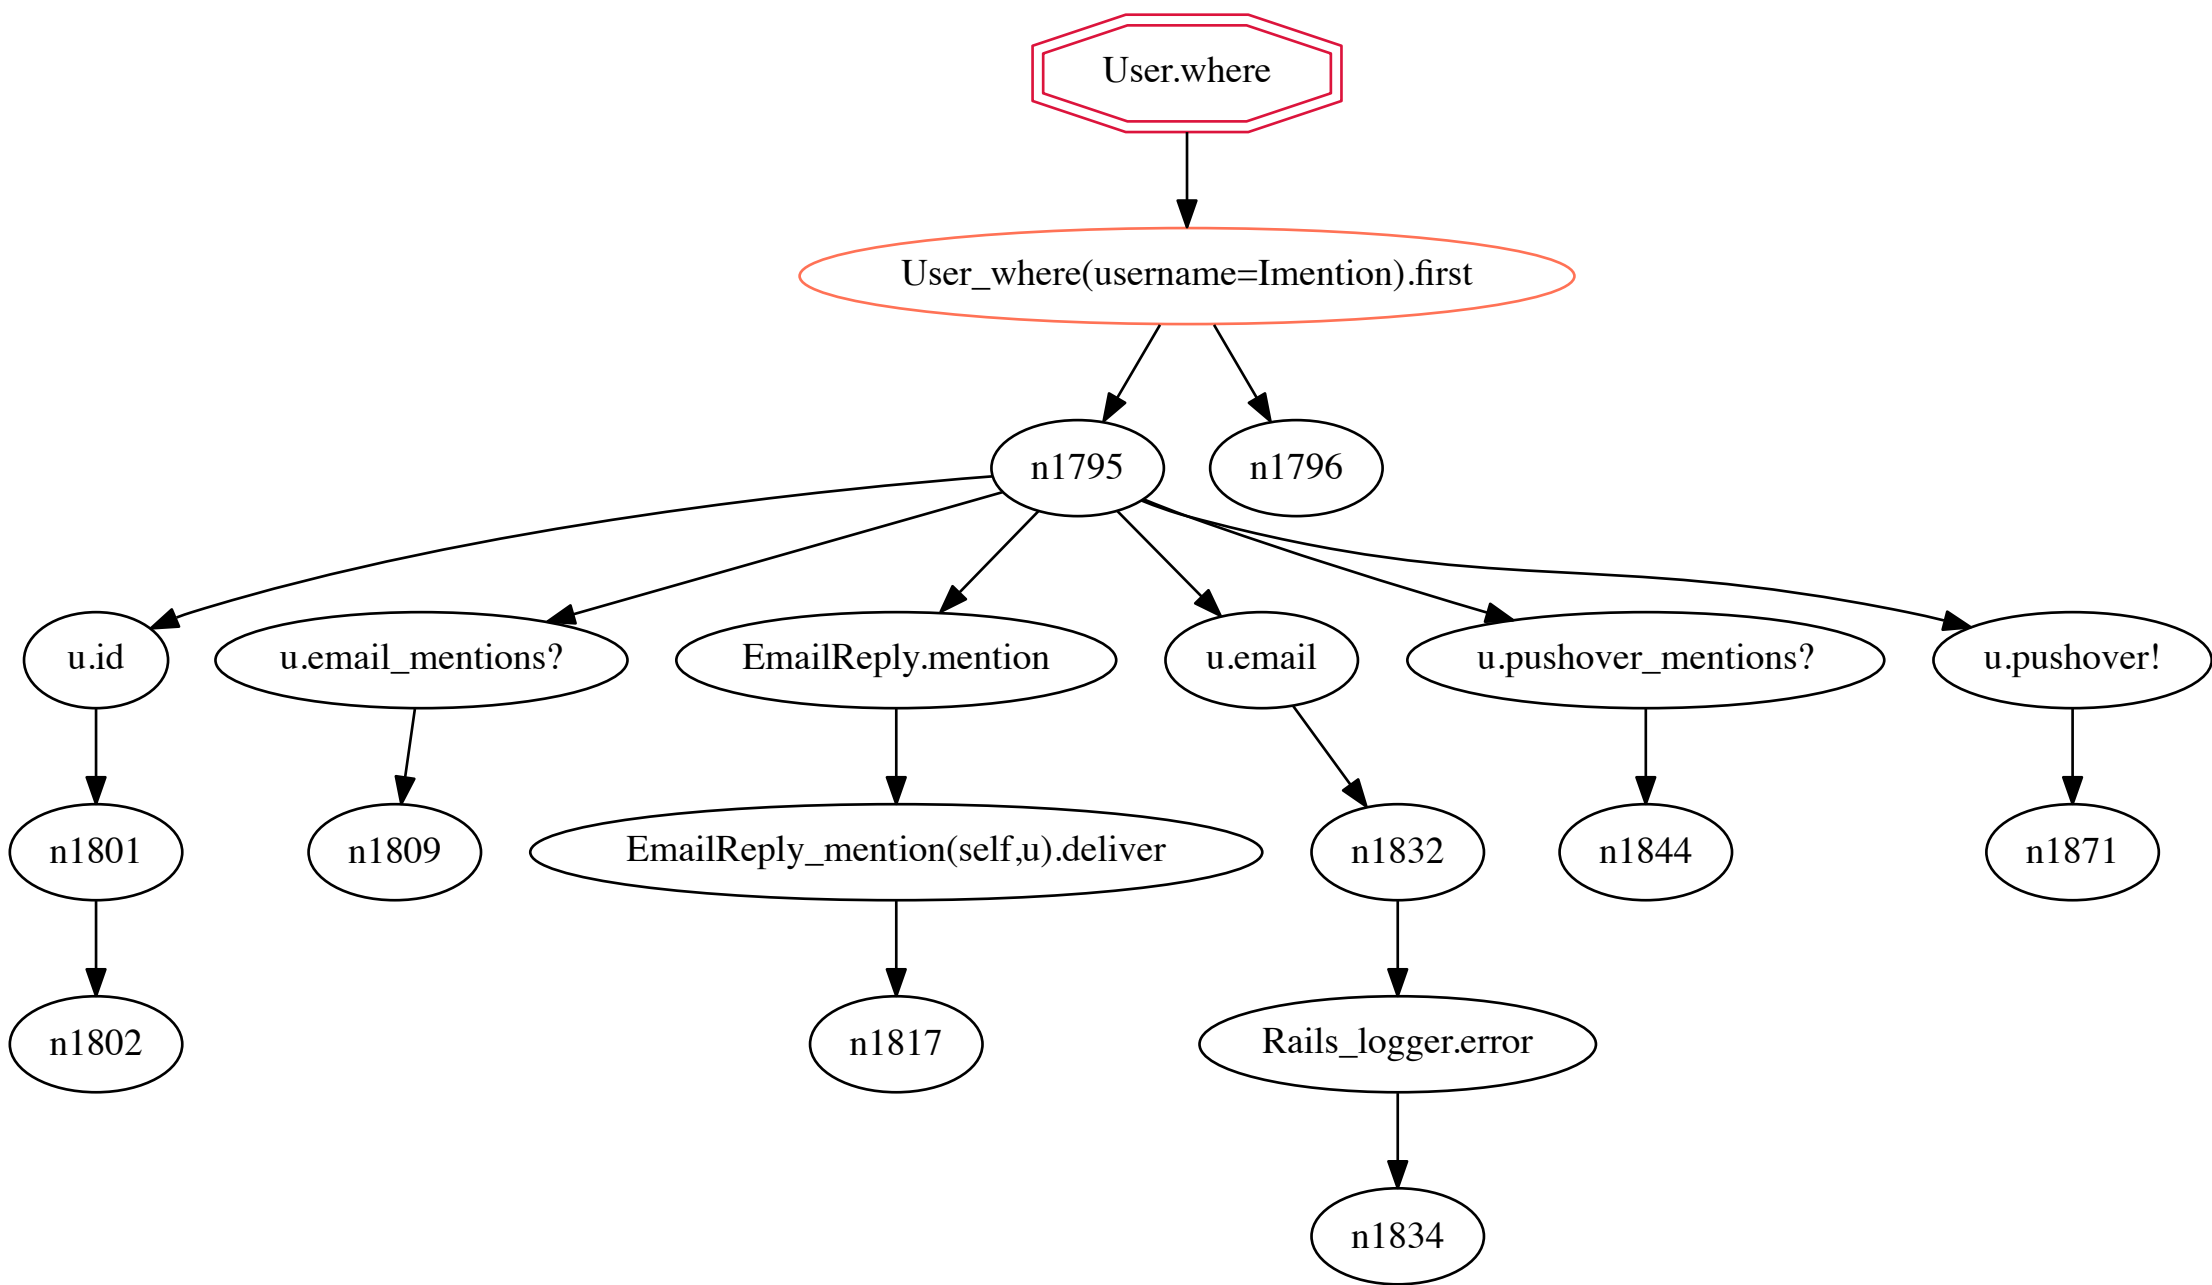 User.where
User_where(username=Imention).first
n1795
n1796
u.id
u.email_mentions?
EmailReply.mention
u.email
u.pushover_mentions?
u.pushover!
n1801
n1809
EmailReply_mention(self,u).deliver
n1832
n1844
n1871
n1802
n1817
Rails_logger.error
n1834